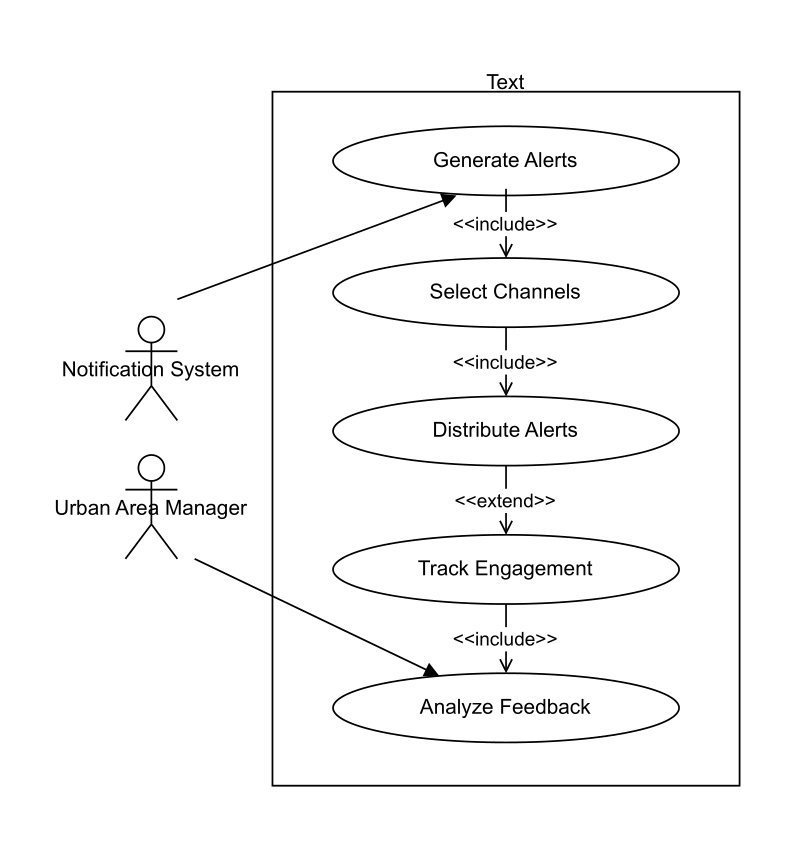 Text
Generate Alerts
<<include>>
Select Channels
<<include>>
Notification System
Distribute Alerts
<<extend>>
Urban Area Manager
Track Engagement
<<include>>
Analyze Feedback